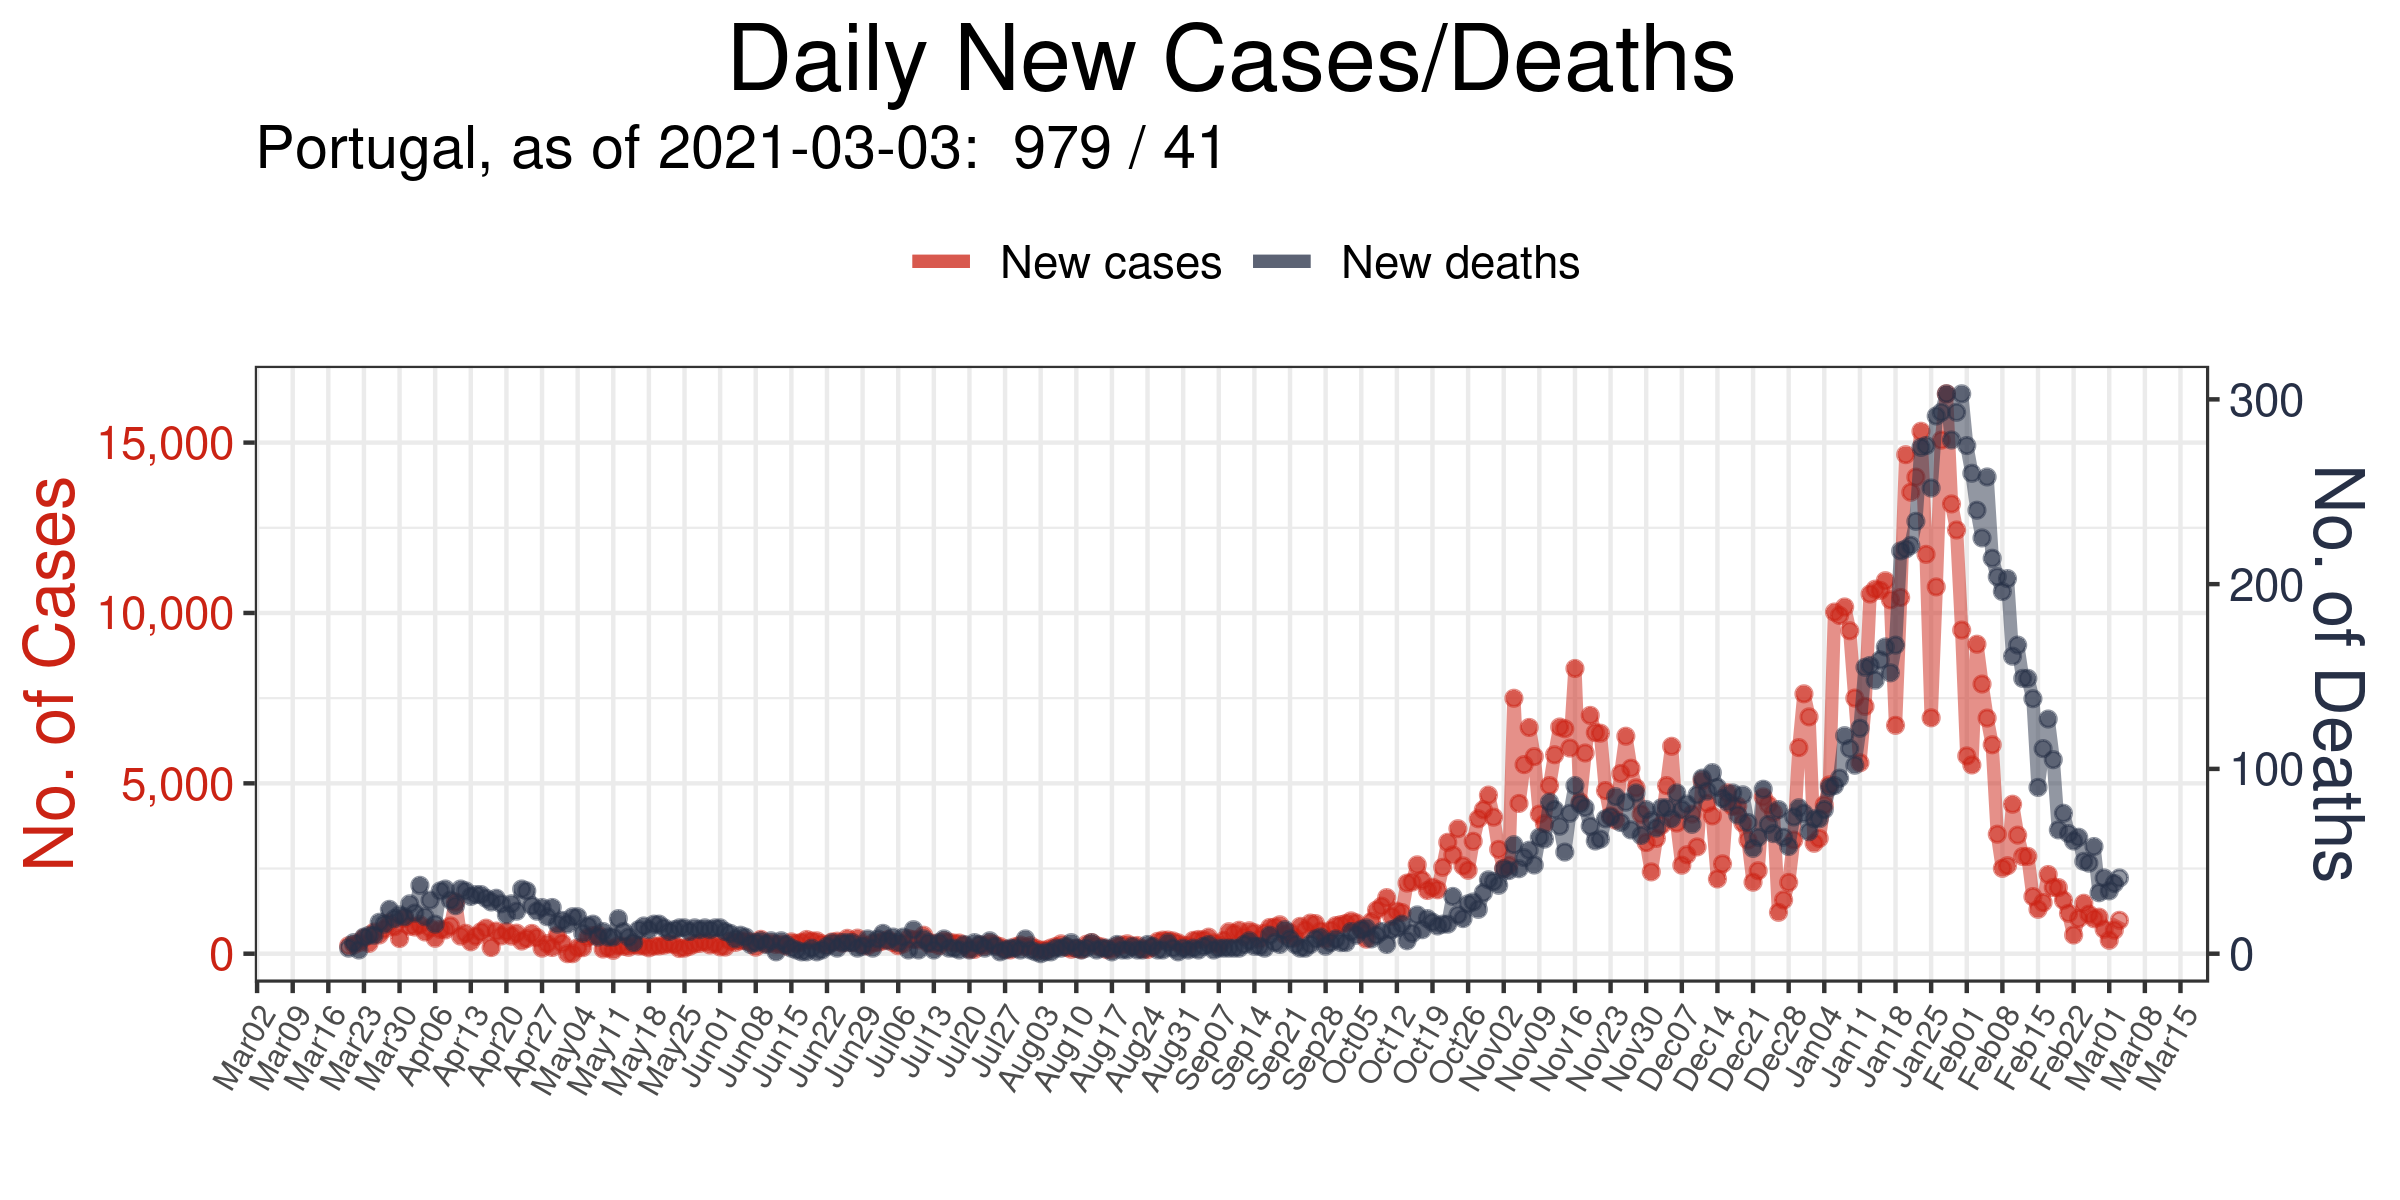 Daily New Cases/Deaths
Portugal, as of 2021-03-03:  979 / 41
New cases
New deaths
No. of Cases
15,000
10,000
5,000
0
300
200
100
0
No. of Deaths
Mar02
Mar09
Mar16
Mar23
Mar30
Apr06
Apr13
Apr20
Apr27
May04
May11
May18
May25
Jun01
Jun08
Jun15
Jun22
Jun29
Jul06
Jul13
Jul20
Jul27
Aug03
Aug10
Aug17
Aug24
Aug31
Sep07
Sep14
Sep21
Sep28
Oct05
Oct12
Oct19
Oct26
Nov02
Nov09
Nov16
Nov23
Nov30
Dec07
Dec14
Dec21
Dec28
Jan04
Jan11
Jan18
Jan25
Feb01
Feb08
Feb15
Feb22
Mar01
Mar08
Mar15